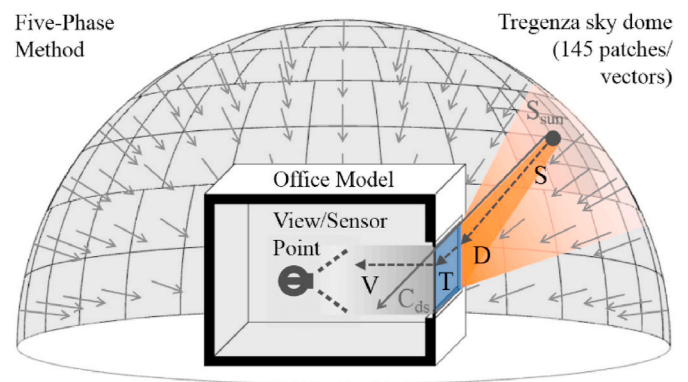 Five-Phase
Method
Tregenza sky dome
(145 patches/
vectors)
S_sun
S
Office Model
View/Sensor
Point
D
T
V
C_ds